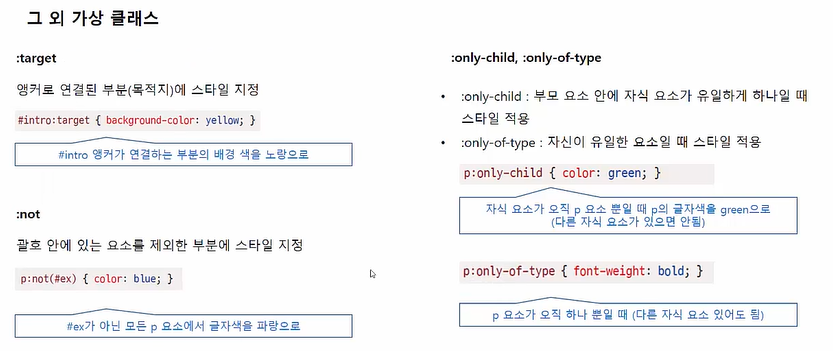 그 외 가상 클래스
:target
앵커로 연결된 부분(목적지)에 스타일 지정
#intro:target { background-color: yellow; }
#intro 앵커가 연결하는 부분의 배경 색을 노랑으로
:not
괄호 안에 있는 요소를 제외한 부분에 스타일 지정
p:not(#ex) { color: blue; }
#ex가 아닌 모든 p 요소에서 글자색을 파랑으로
:only-child, :only-of-type
• :only-child : 부모 요소 안에 자식 요소가 유일하게 하나일 때
스타일 적용
• :only-of-type : 자신이 유일한 요소일 때 스타일 적용
p:only-child { color: green; }
자식 요소가 오직 p 요소 뿐일 때 p의 글자색을 green으로
(다른 자식 요소가 있으면 안됨)
p:only-of-type { font-weight: bold; }
p 요소가 오직 하나 뿐일 때 (다른 자식 요소 있어도 됨)